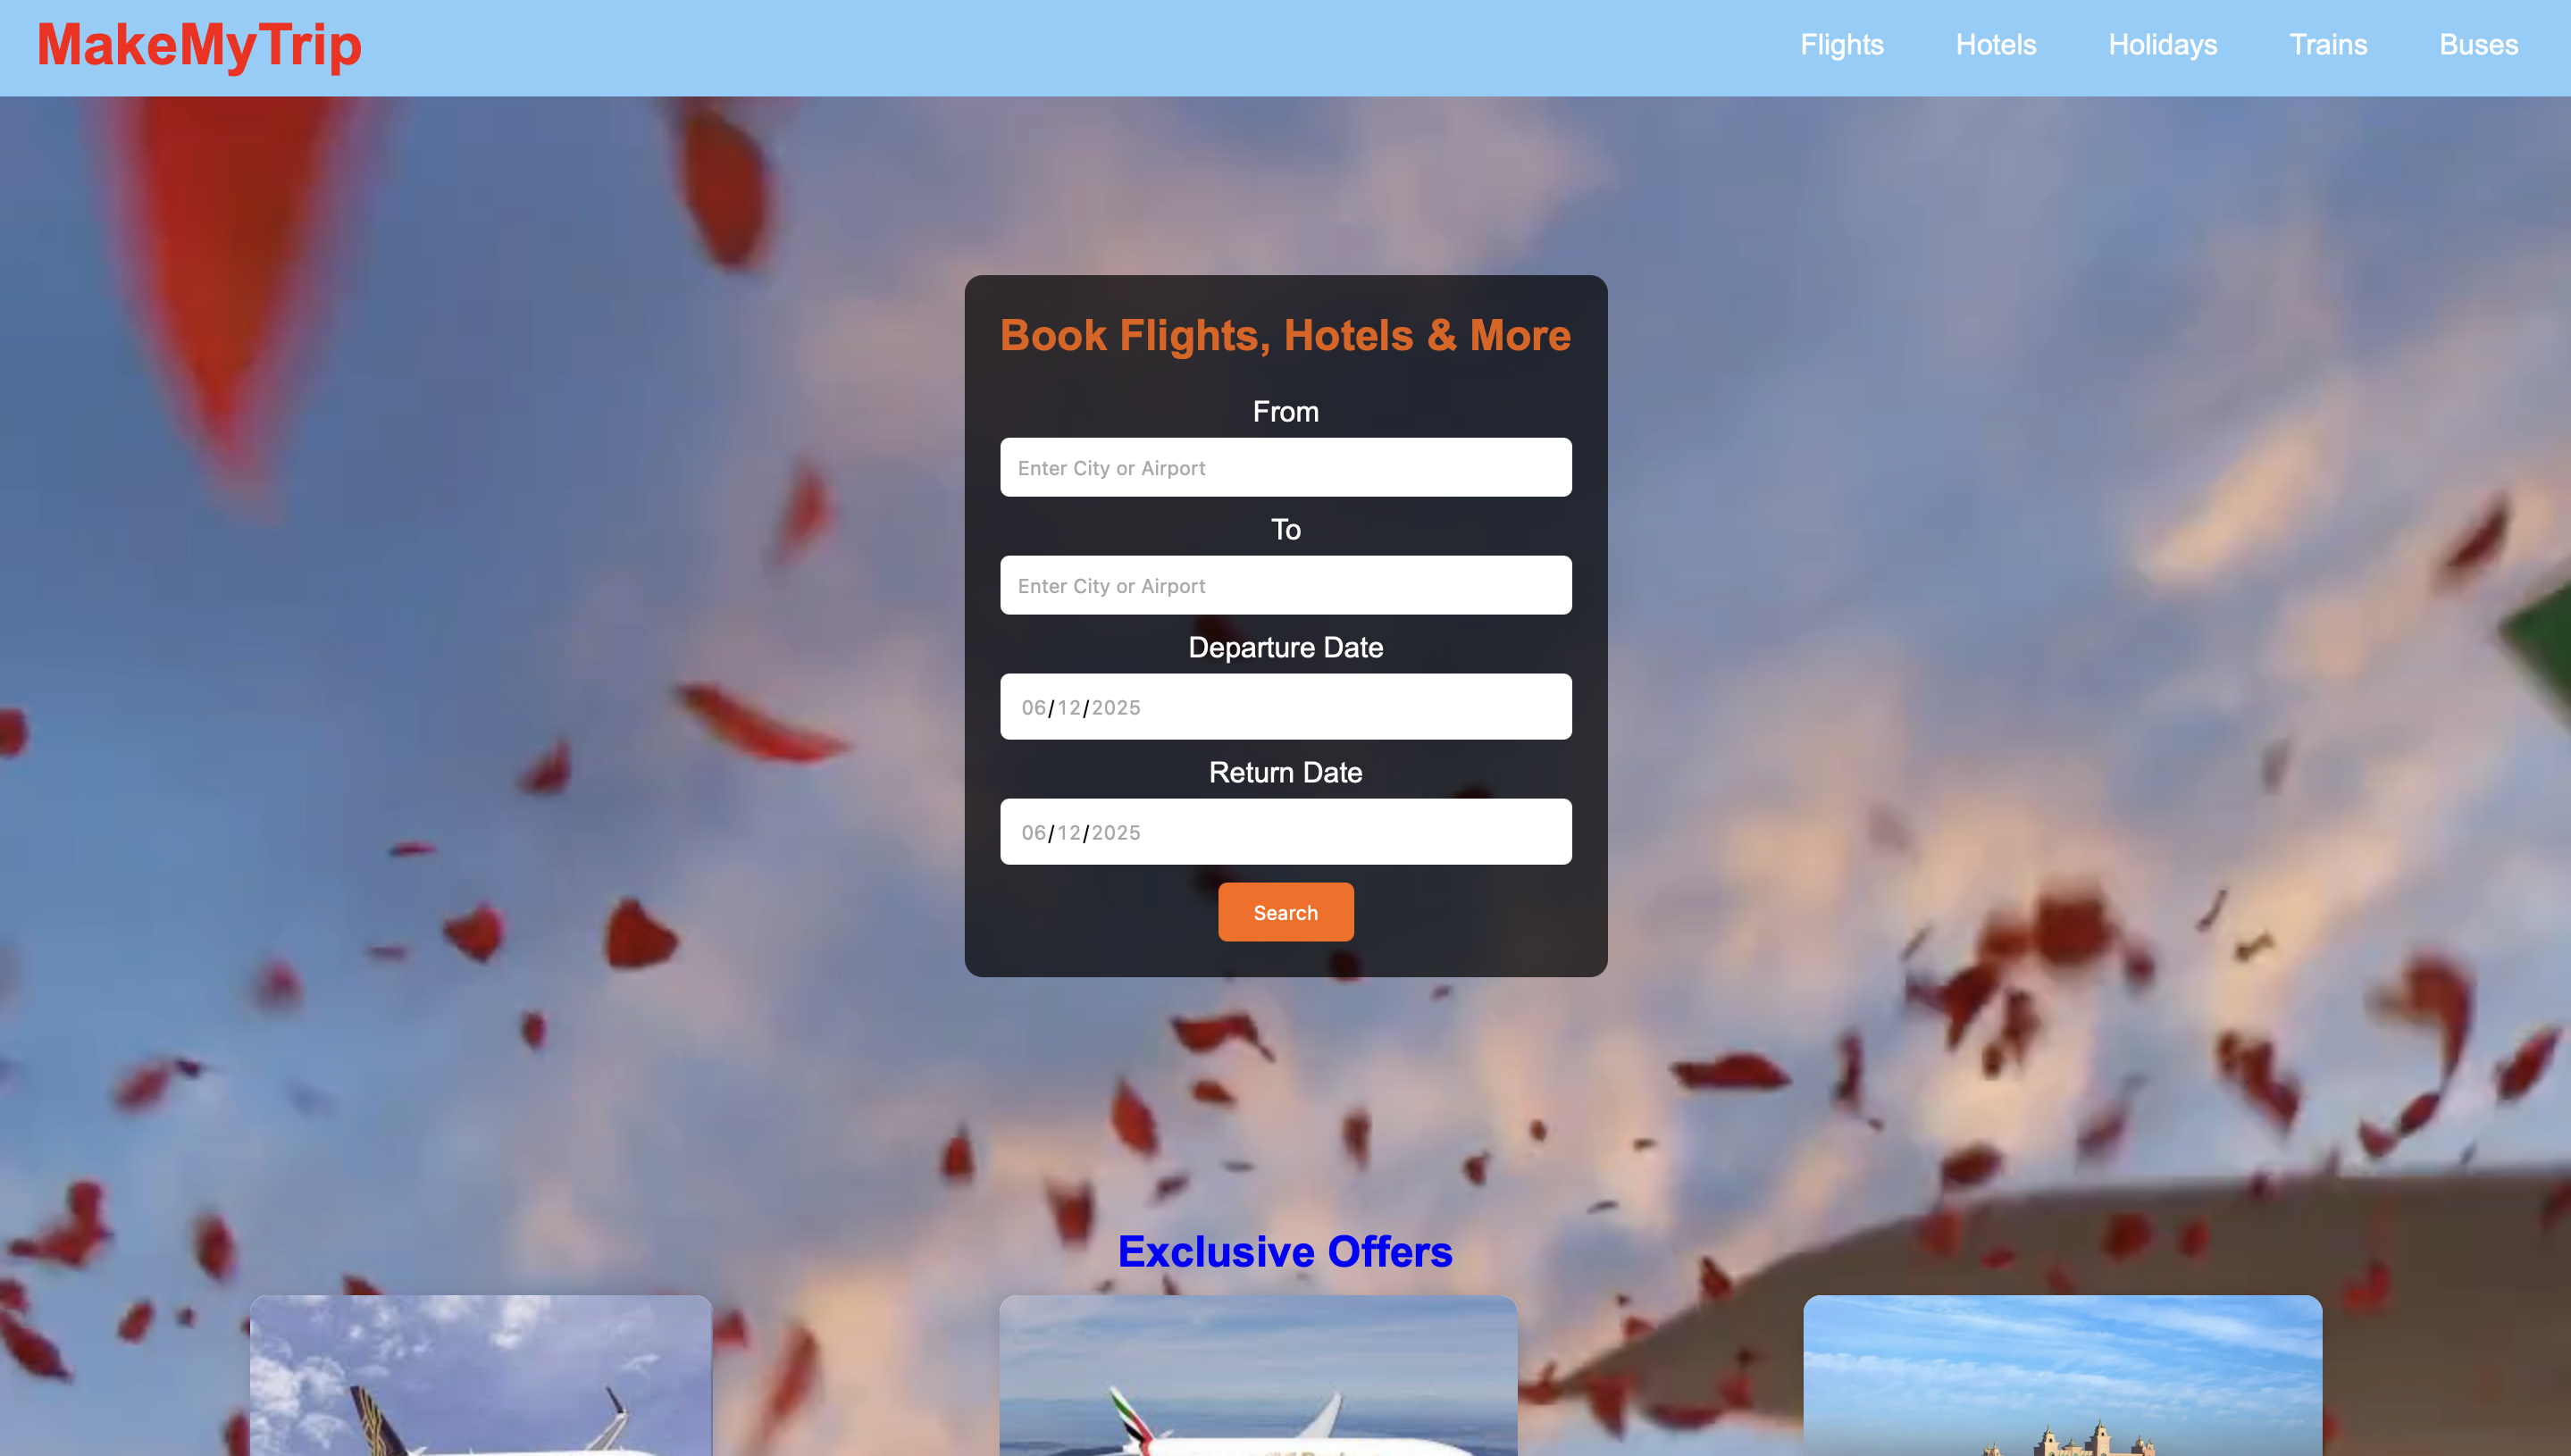 MakeMyTrip
Flights Hotels Holidays Trains Buses
Book Flights, Hotels & More
From
Enter City or Airport
To
Enter City or Airport
Departure Date
06/12/2025
Return Date
06/12/2025
Search
Exclusive Offers